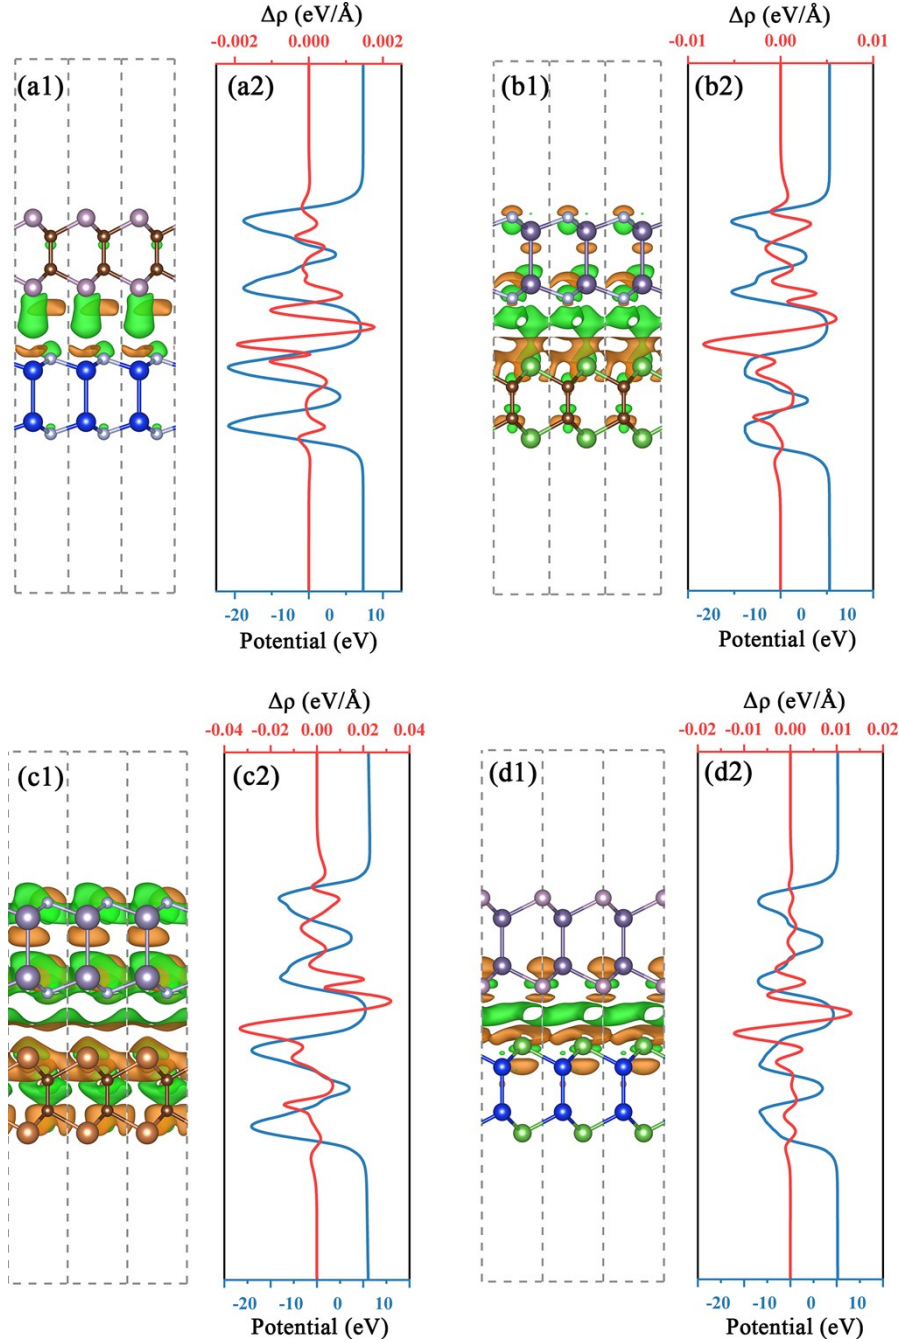 Δρ (eV/Å)
-0.002 0.000 0.002
(a1)
(a2)
-20 -10 0 10
Potential (eV)
Δρ (eV/Å)
-0.01 0.00 0.01
(b1)
(b2)
-20 -10 0 10
Potential (eV)
Δρ (eV/Å)
-0.04 -0.02 0.00 0.02 0.04
(c1)
(c2)
-20 -10 0 10
Potential (eV)
Δρ (eV/Å)
-0.02 -0.01 0.00 0.01 0.02
(d1)
(d2)
-20 -10 0 10
Potential (eV)